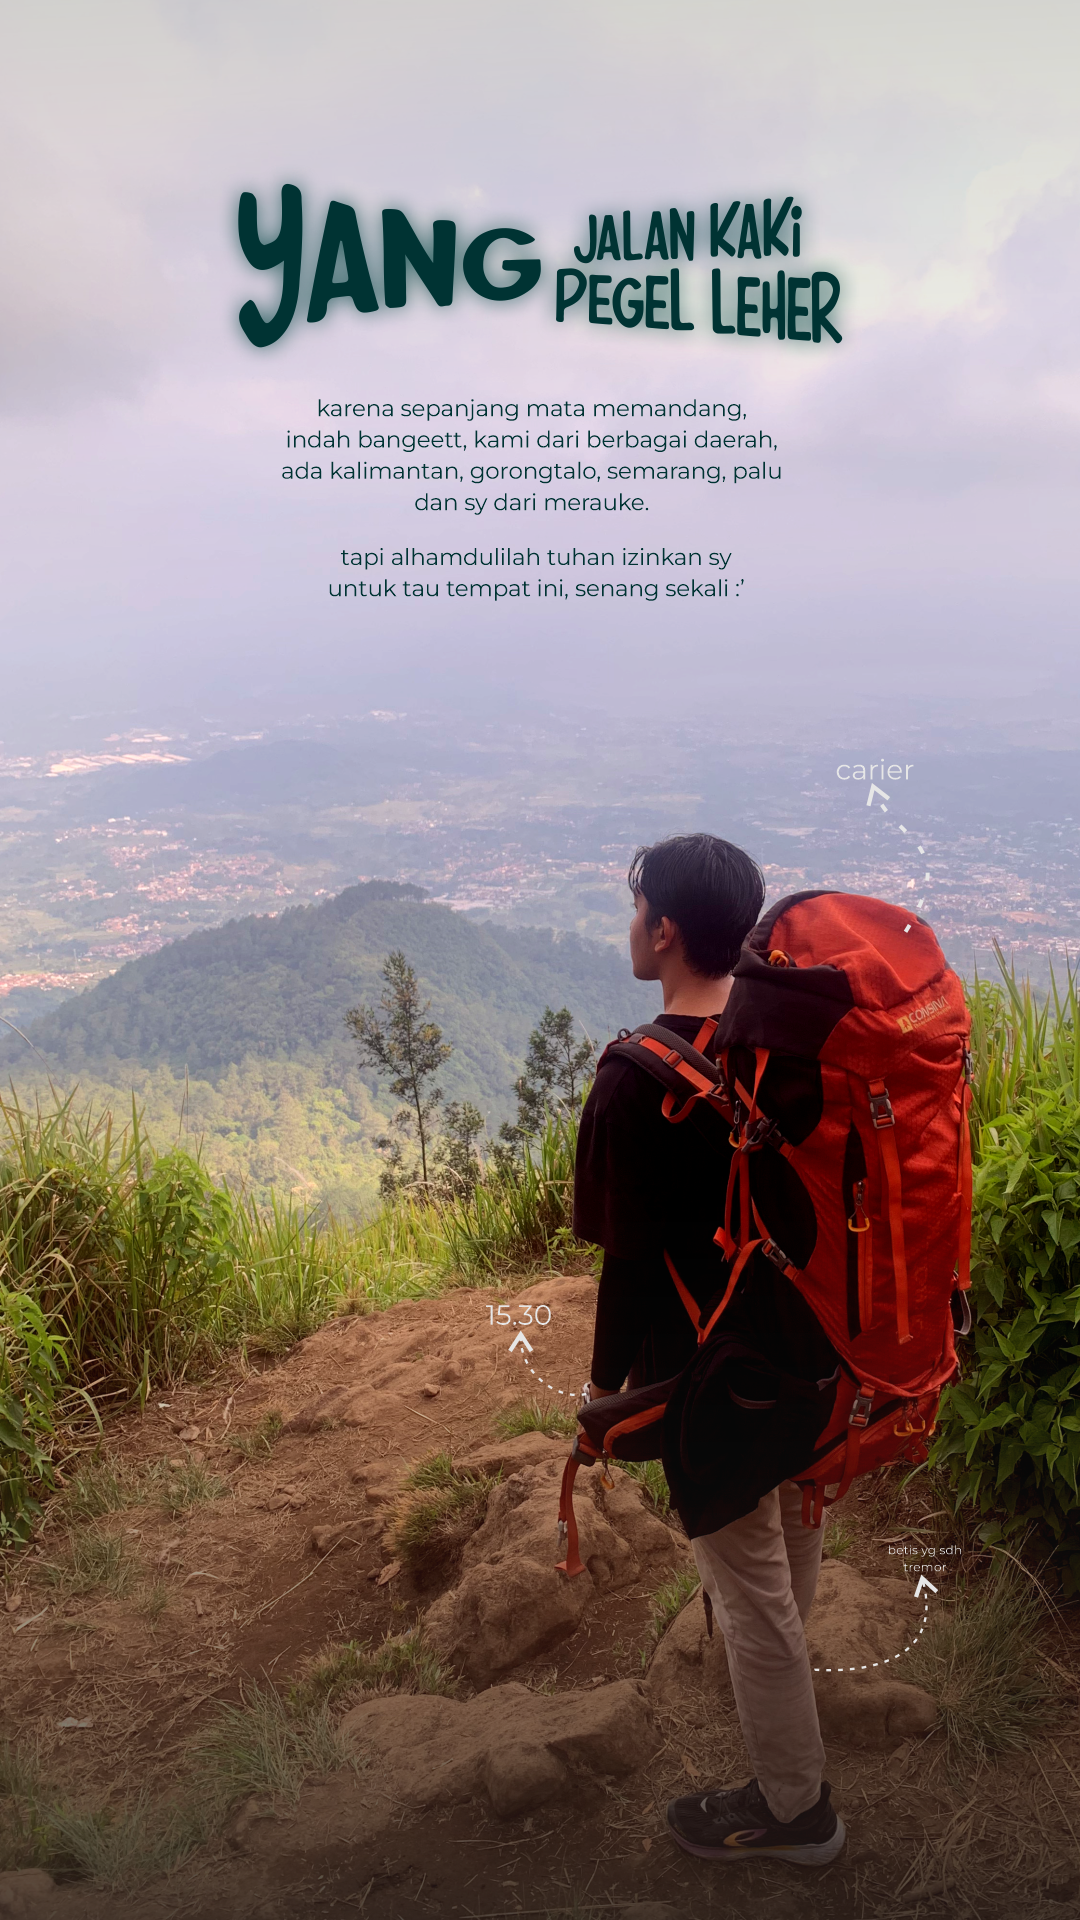 YANG JALAN KAKI
PEGEL LEHER
karena sepanjang mata memandang,
indah bangeett, kami dari berbagai daerah,
ada kalimantan, gorongtalo, semarang, palu
dan sy dari merauke.
tapi alhamdulilah tuhan izinkan sy
untuk tau tempat ini, senang sekali :’
carier
CONSINA
15.30
betis yg sdh
tremor